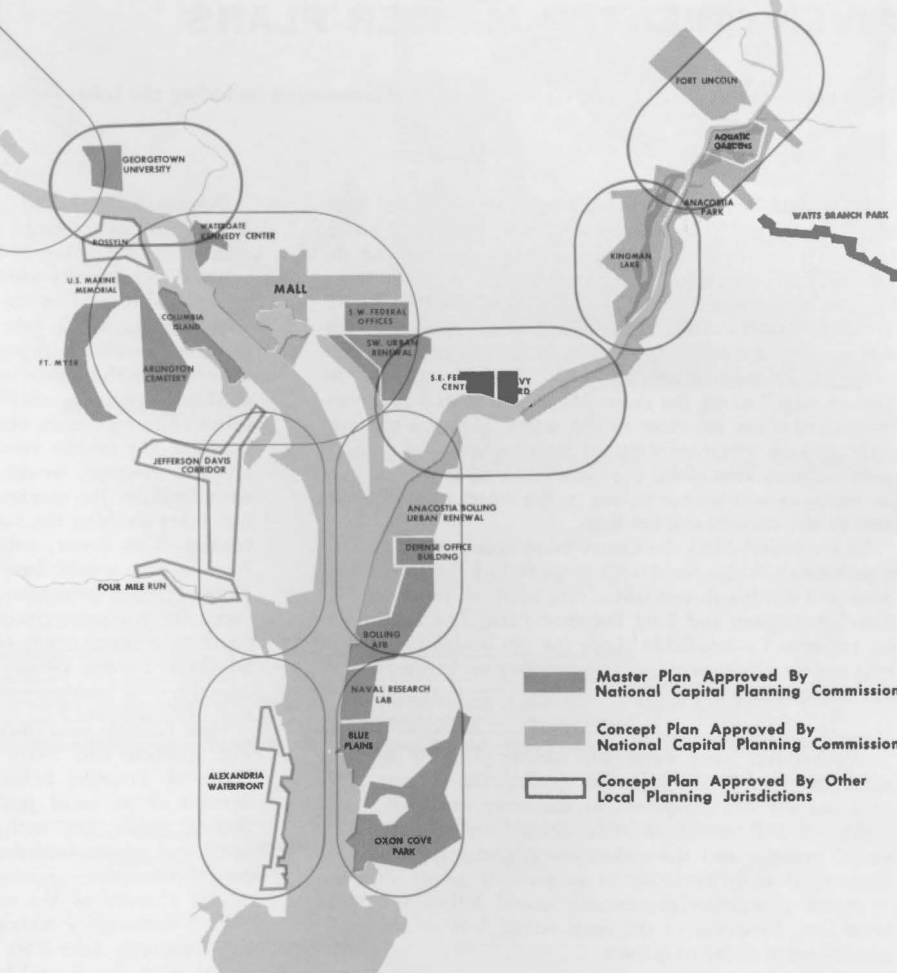 FORT LINCOLN
AQUATIC
GARDENS
GEORGETOWN
UNIVERSITY
ANACOSTIA
PARK
WATTS BRANCH PARK
WATERGATE
KENNEDY CENTER
ROSSYLN
KINGMAN
LAKE
U.S. MARINE
MEMORIAL
MALL
COLUMBIA
ISLAND
S.W. FEDERAL
OFFICES
SW. URBAN
RENEWAL
FT. MYER
ARLINGTON
CEMETERY
S.E.
JEFFERSON DAVIS
CORRIDOR
ANACOSTIA BOLLING
URBAN RENEWAL
DEFENSE OFFICE
BUILDING
FOUR MILE RUN
BOLLING
AFB
Master Plan Approved By
National Capital Planning Commission
NAVAL RESEARCH
LAB
Concept Plan Approved By
National Capital Planning Commission
BLUE
PLAINS
ALEXANDRIA
WATERFRONT
Concept Plan Approved By Other
Local Planning Jurisdictions
OXON COVE
PARK